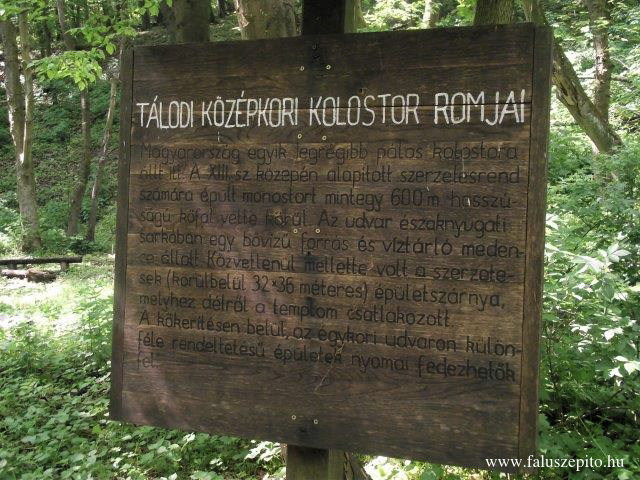 TÁLODI KÖZÉPKORI KOLOSTOR ROMJAI
Magyarország egyik legrégibb pálos kolostora
állt itt. A XIII. sz közepén alapított szerzetesrend
számára épült monostort mintegy 600 m hosszú
ságú kőfal vette körül. Az udvar északnyugati
sarkában egy bővizű forrás és víztároló meden-
ce állott. Közvetlenül mellette volt a szerzete-
sek (körülbelül 32×36 méteres) épületszárnya,
melyhez délről a templom csatlakozott.
A kőkerítésen belül, az egykori udvaron külön-
féle rendeltetésű épületek nyomai fedezhetők
fel.
www.faluszepito.hu